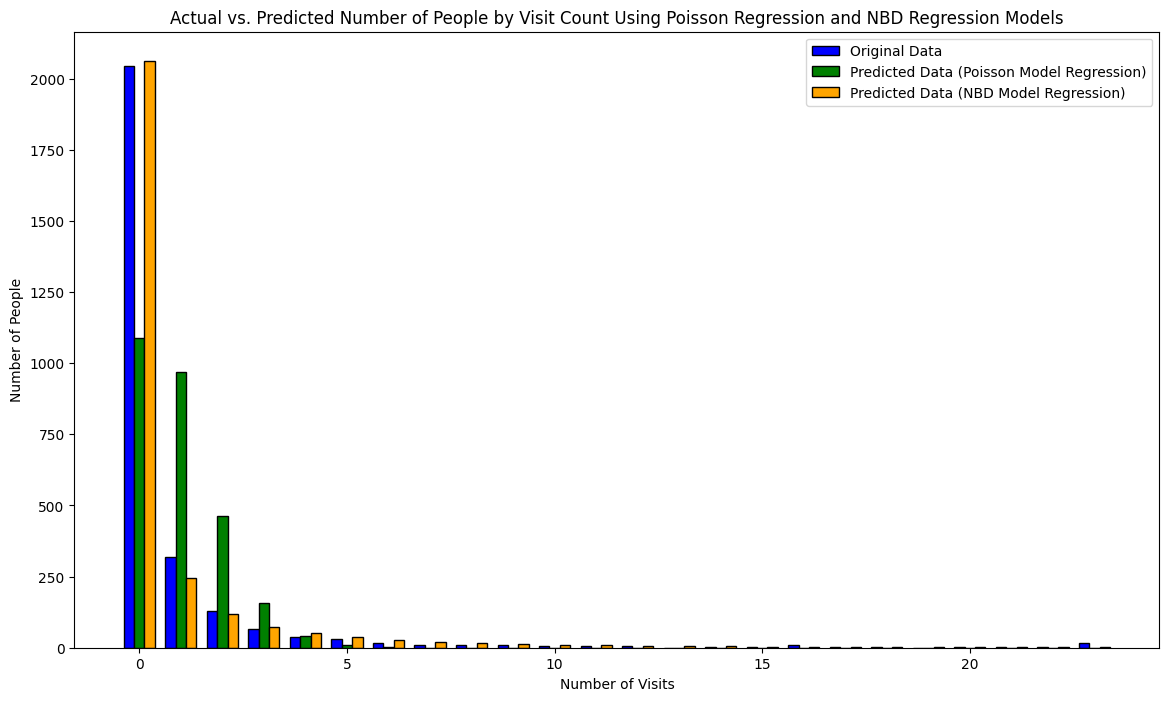 Actual vs. Predicted Number of People by Visit Count Using Poisson Regression and NBD Regression Models
Original Data
Predicted Data (Poisson Model Regression)
Predicted Data (NBD Model Regression)
Number of People
2000
1750
1500
1250
1000
750
500
250
0
0
5
10
15
20
Number of Visits